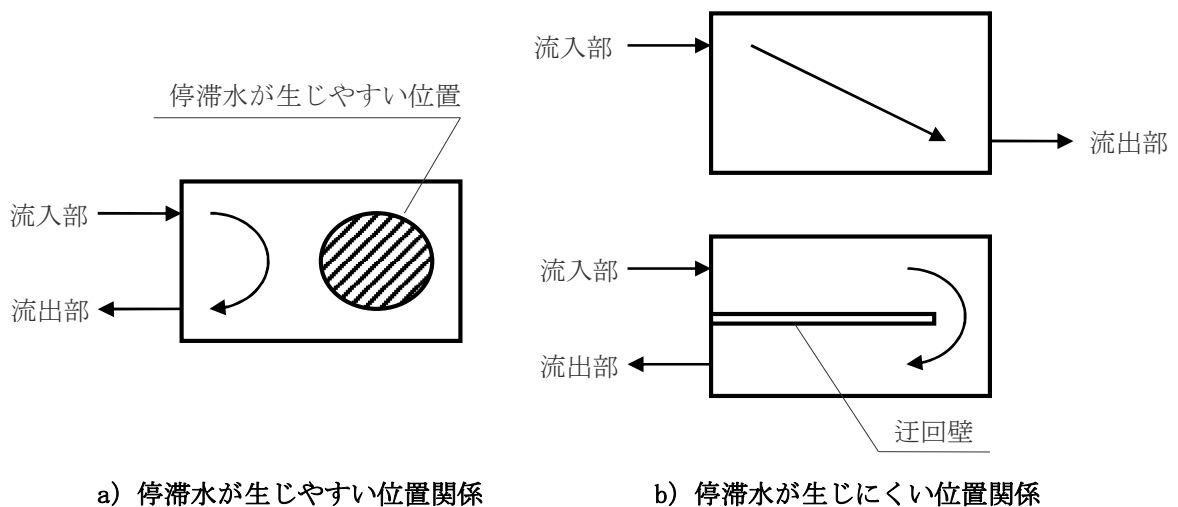 停滞水が生じやすい位置
流入部
流出部
a) 停滞水が生じやすい位置関係
流入部
流出部
流入部
流出部
迂回壁
b) 停滞水が生じにくい位置関係